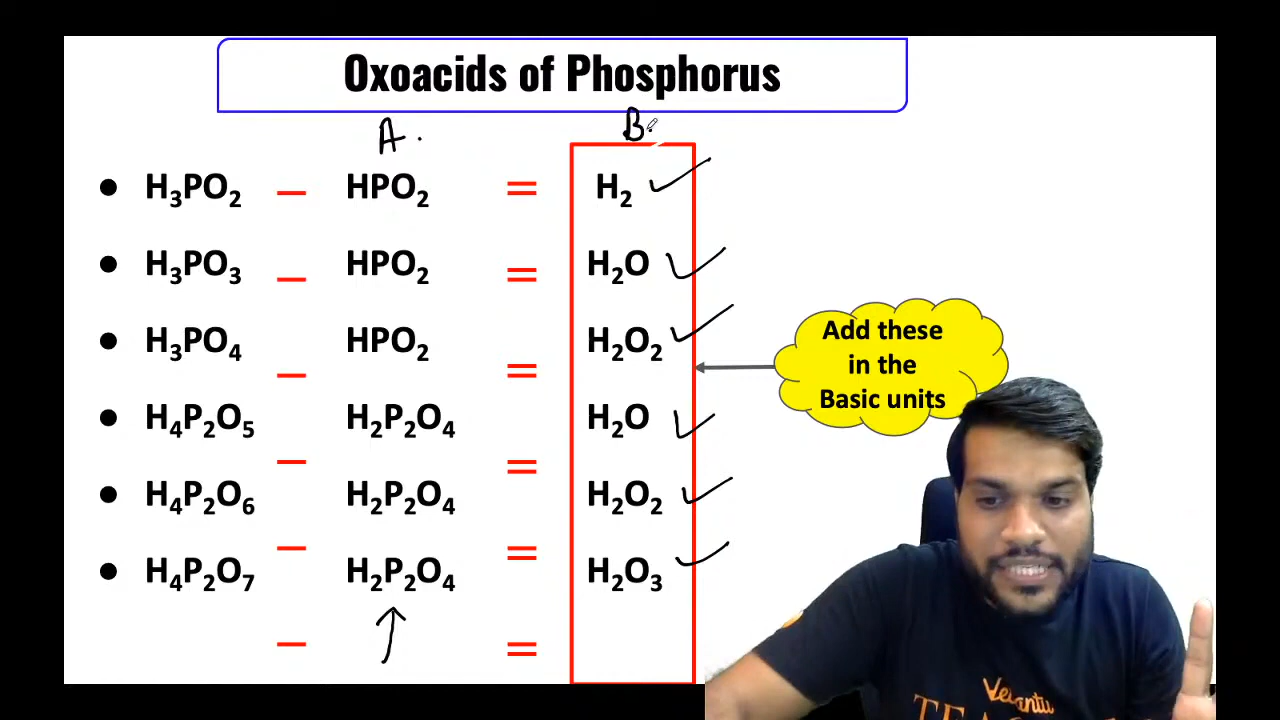 Oxoacids of Phosphorus
A.
B
• H₃PO₂ − HPO₂ = H₂
• H₃PO₃ − HPO₂ = H₂O
• H₃PO₄ − HPO₂ = H₂O₂
• H₄P₂O₅ − H₂P₂O₄ = H₂O
• H₄P₂O₆ − H₂P₂O₄ = H₂O₂
• H₄P₂O₇ − H₂P₂O₄ = H₂O₃
− =
Add these
in the
Basic units
Vedantu